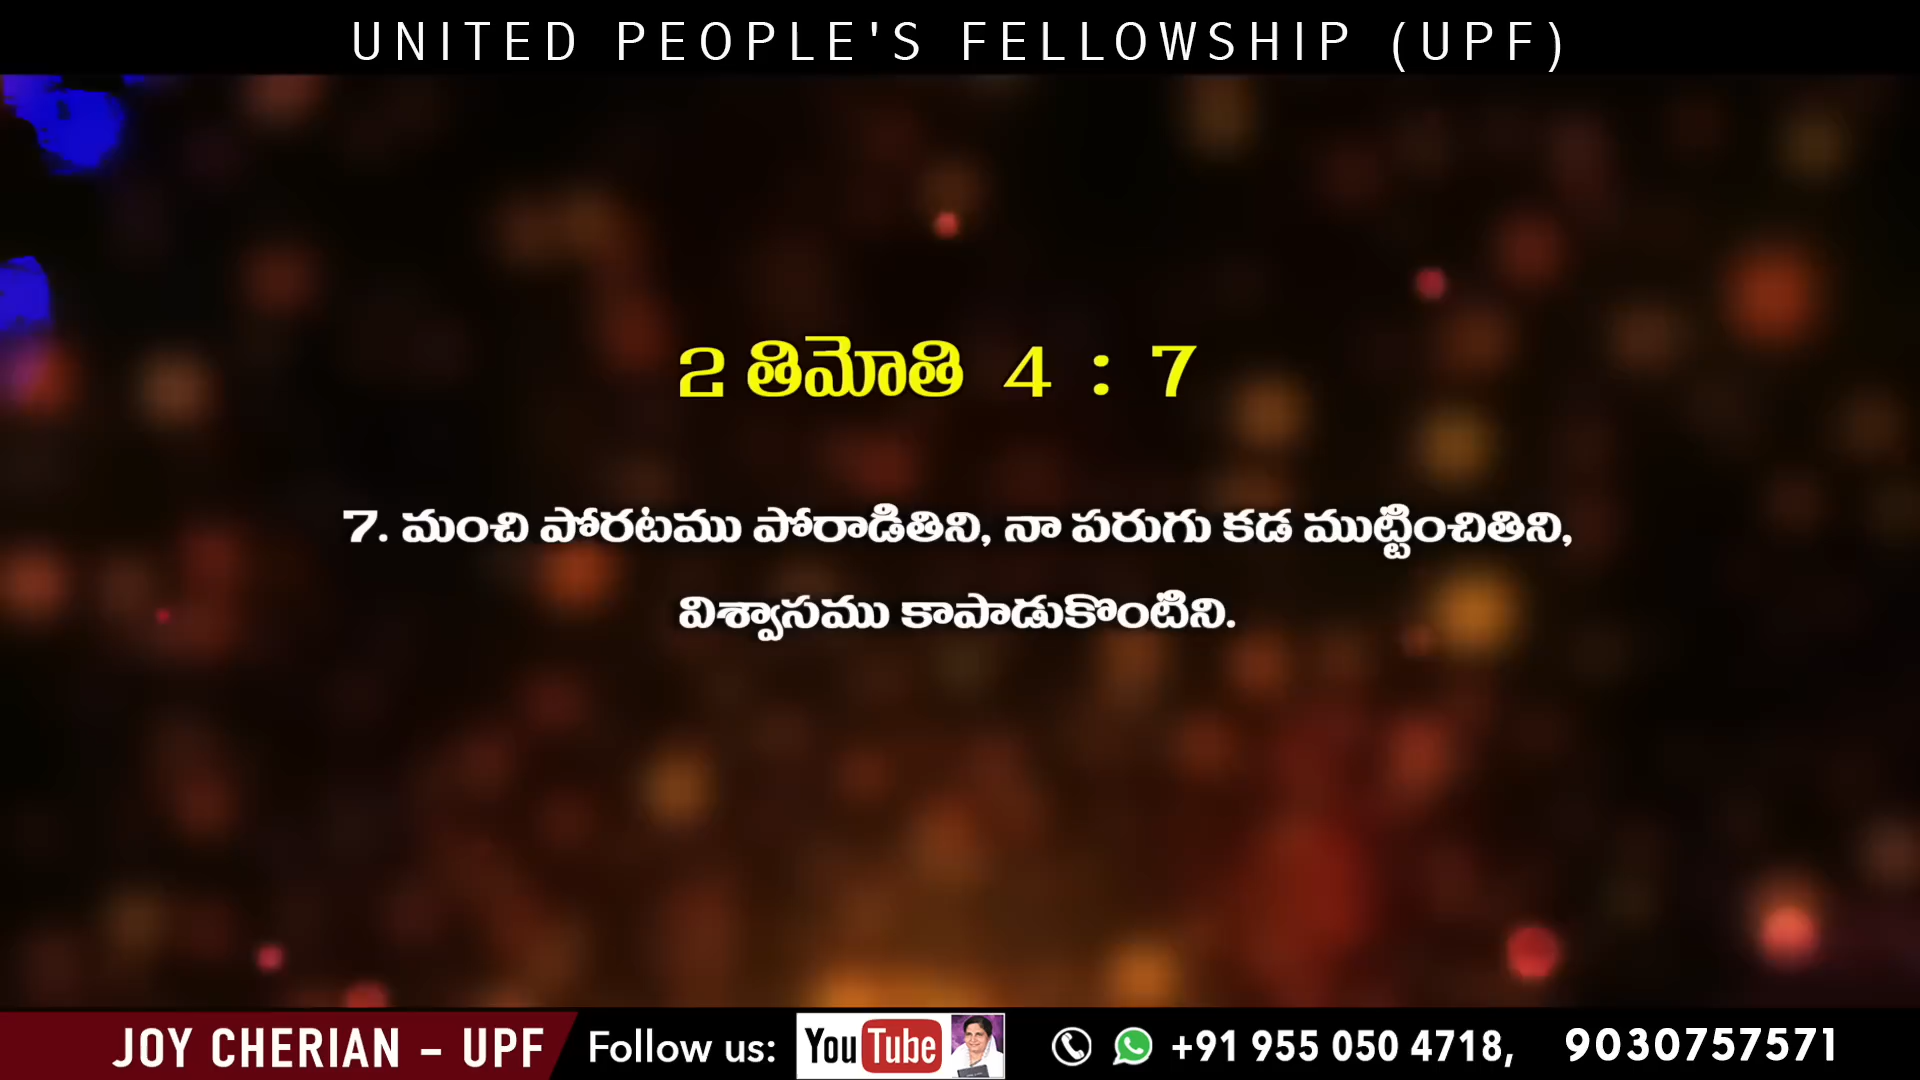 UNITED PEOPLE'S FELLOWSHIP (UPF)
2 తిమోతి 4 : 7
7. మంచి పోరటము పోరాడితిని, నా పరుగు కడ ముట్టించితిని,
విశ్వాసము కాపాడుకొంటిని.
JOY CHERIAN – UPF Follow us: YouTube +91 955 050 4718, 9030757571